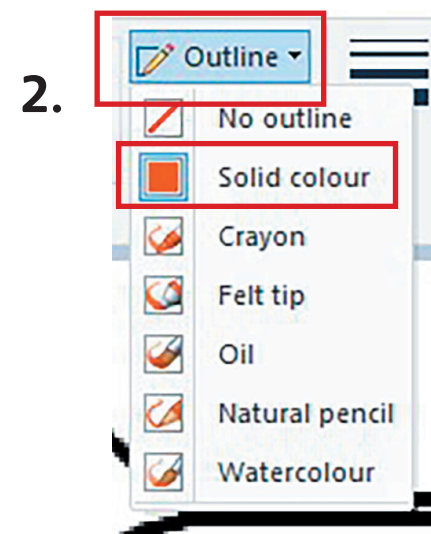 Outline
2.
No outline
Solid colour
Crayon
Felt tip
Oil
Natural pencil
Watercolour